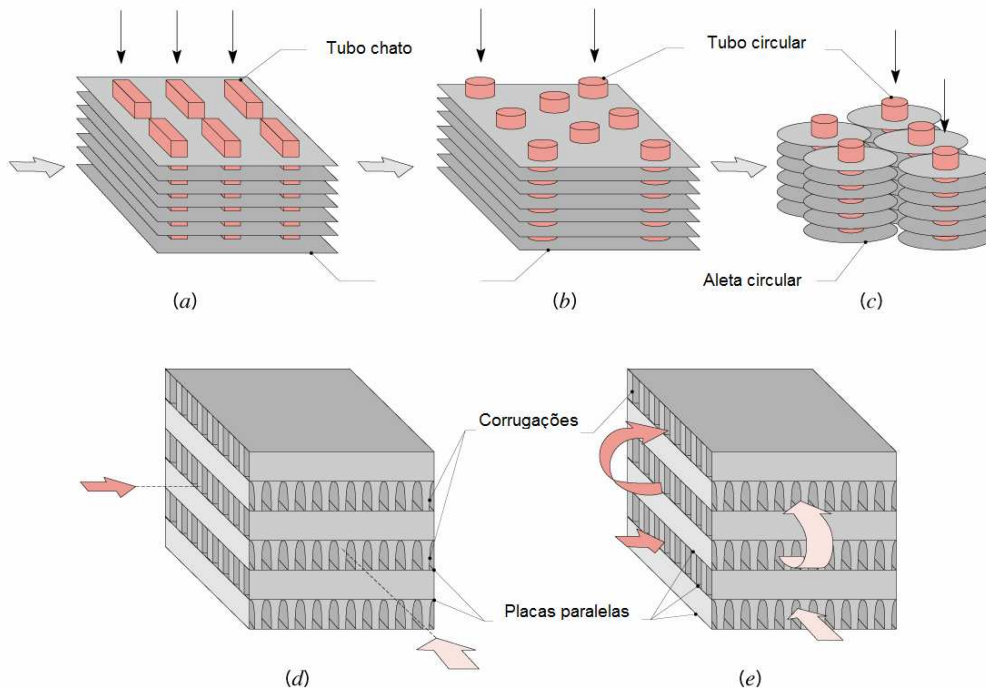 Tubo chato
Tubo circular
Aleta circular
(a)
(b)
(c)
Corrugações
Placas paralelas
(d)
(e)